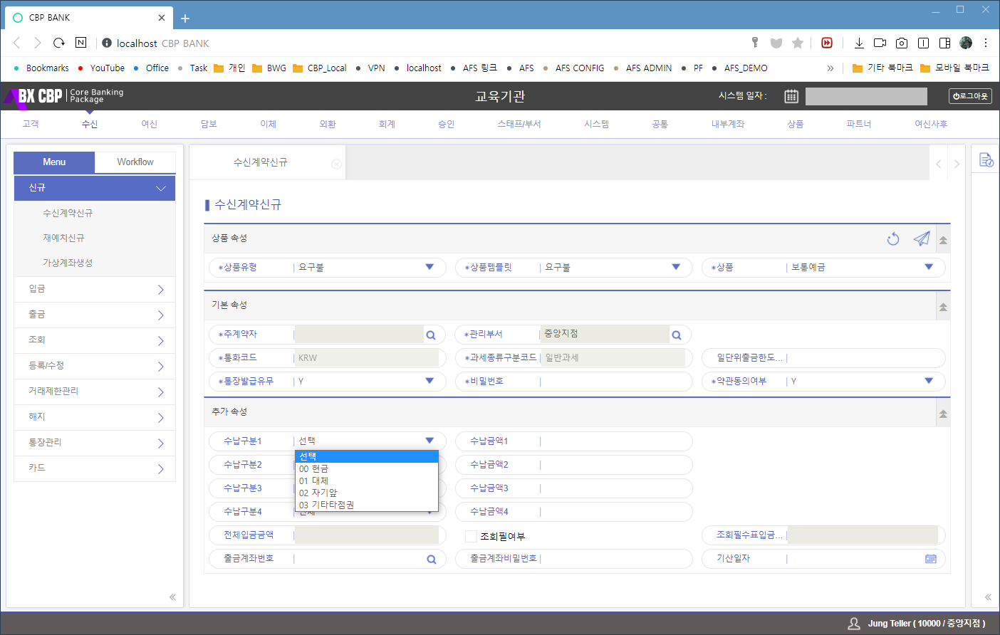 CBP BANK
localhost CBP BANK
Bookmarks YouTube Office Task 개인 BWG CBP_Local VPN localhost AFS 링크 AFS AFS CONFIG AFS ADMIN PF AFS_DEMO » 기타 북마크 모바일 북마크
ABX CBP Core Banking Package
교육기관
시스템 일자 :
로그아웃
고객 수신 여신 담보 이체 외환 회계 승인 스태프/부서 시스템 공통 내부계좌 상품 파트너 여신사후
Menu Workflow
신규
수신계약신규
재예치신규
가상계좌생성
입금
출금
조회
등록/수정
거래제한관리
해지
통장관리
카드
수신계약신규
수신계약신규
상품 속성
*상품유형 요구불 *상품템플릿 요구불 *상품 보통예금
기본 속성
*주계약자 *관리부서 중앙지점
*통화코드 KRW *과세종류구분코드 일반과세 일단위출금한도...
*통장발급유무 Y *비밀번호 *약관동의여부 Y
추가 속성
수납구분1 선택 수납금액1
선택
00 현금
01 대체
02 자기앞
03 기타타점권
수납구분2 수납금액2
수납구분3 수납금액3
수납구분4 수납금액4
전체입금금액 조회필여부 조회필수표입금...
출금계좌번호 출금계좌비밀번호 기산일자
Jung Teller ( 10000 / 중앙지점 )